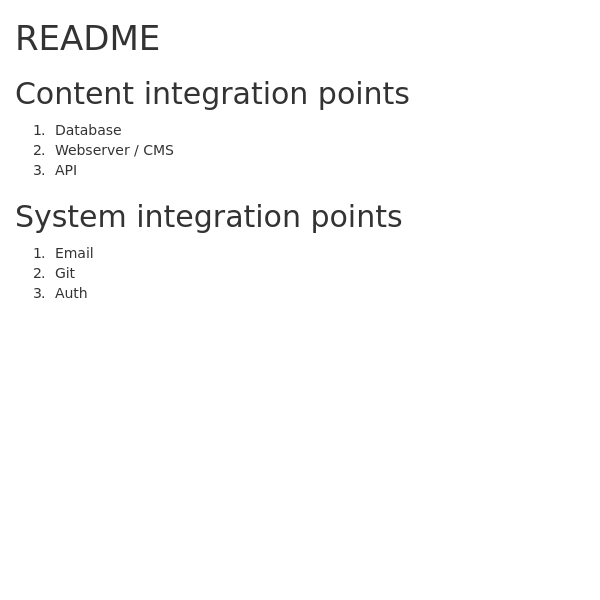 README
Content integration points
1. Database
2. Webserver / CMS
3. API
System integration points
1. Email
2. Git
3. Auth